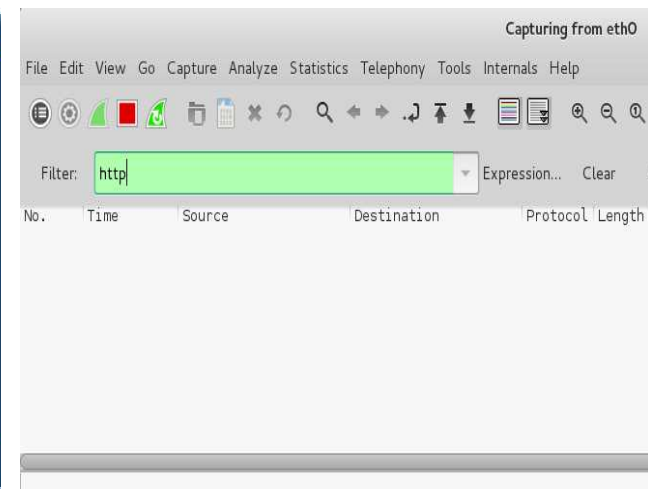 Capturing from eth0
File Edit View Go Capture Analyze Statistics Telephony Tools Internals Help
Filter: http Expression... Clear
No. Time Source Destination Protocol Length